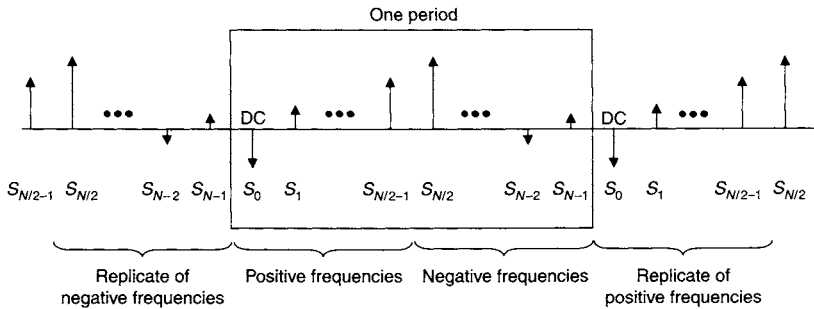 One period
DC DC
S_{N/2−1} S_{N/2} S_{N−2} S_{N−1} S_0 S_1 S_{N/2−1} S_{N/2} S_{N−2} S_{N−1} S_0 S_1 S_{N/2−1} S_{N/2}
Replicate of
negative frequencies
Positive frequencies
Negative frequencies
Replicate of
positive frequencies